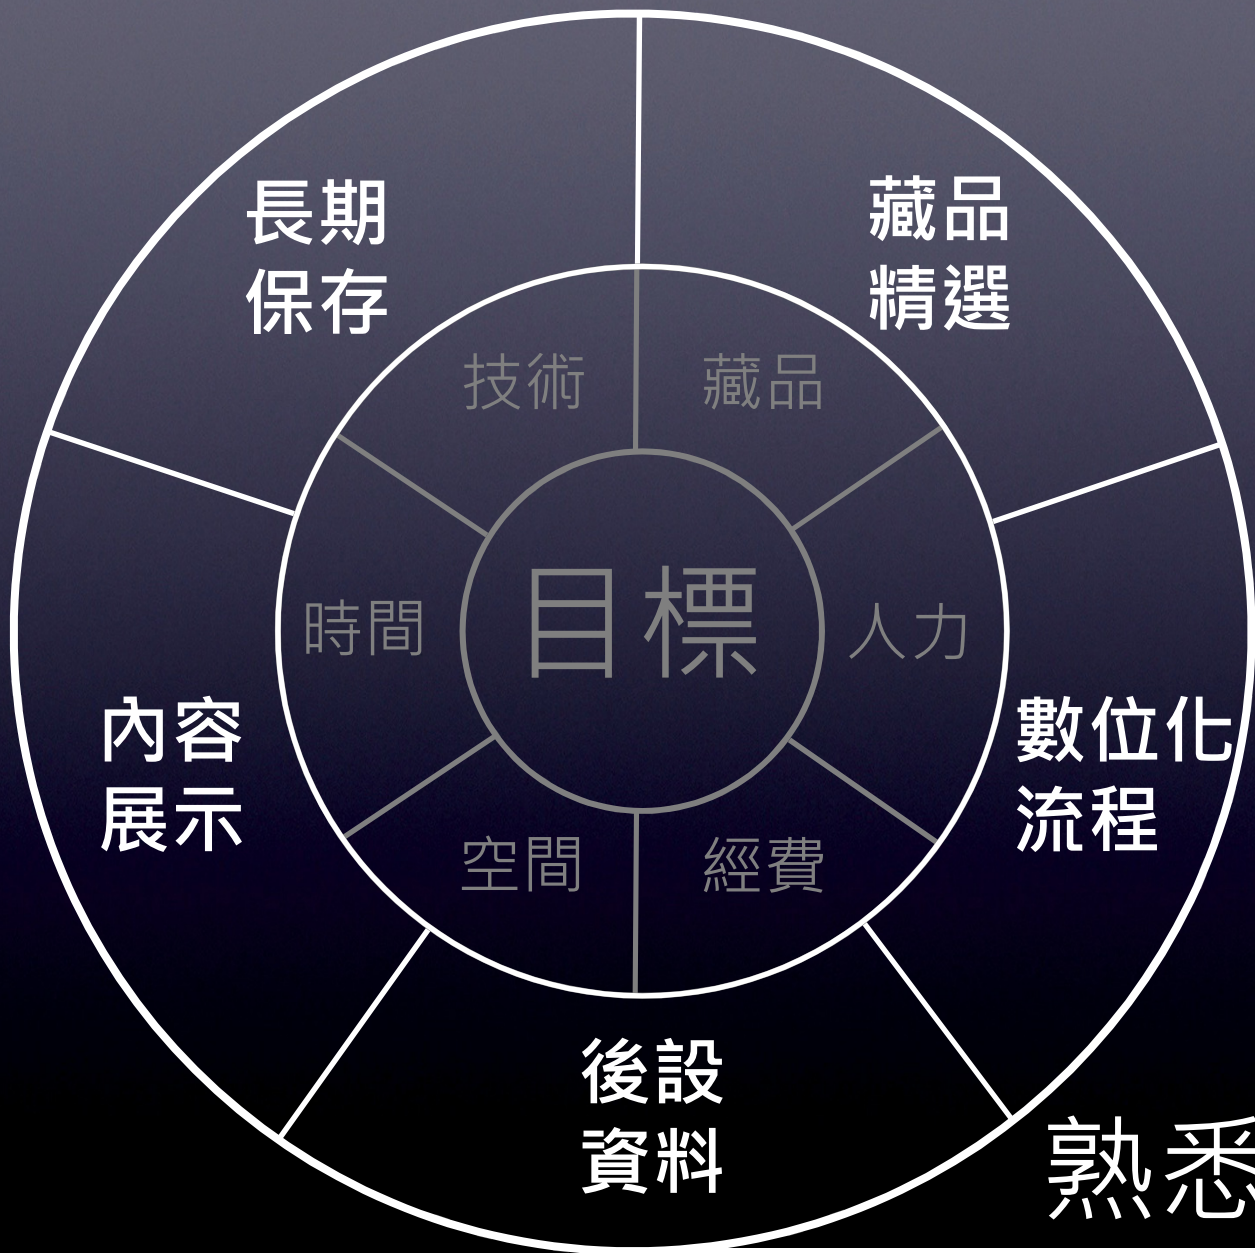 長期
保存
藏品
精選
技術
藏品
時間
目標
人力
內容
展示
數位化
流程
空間
經費
後設
資料
熟悉